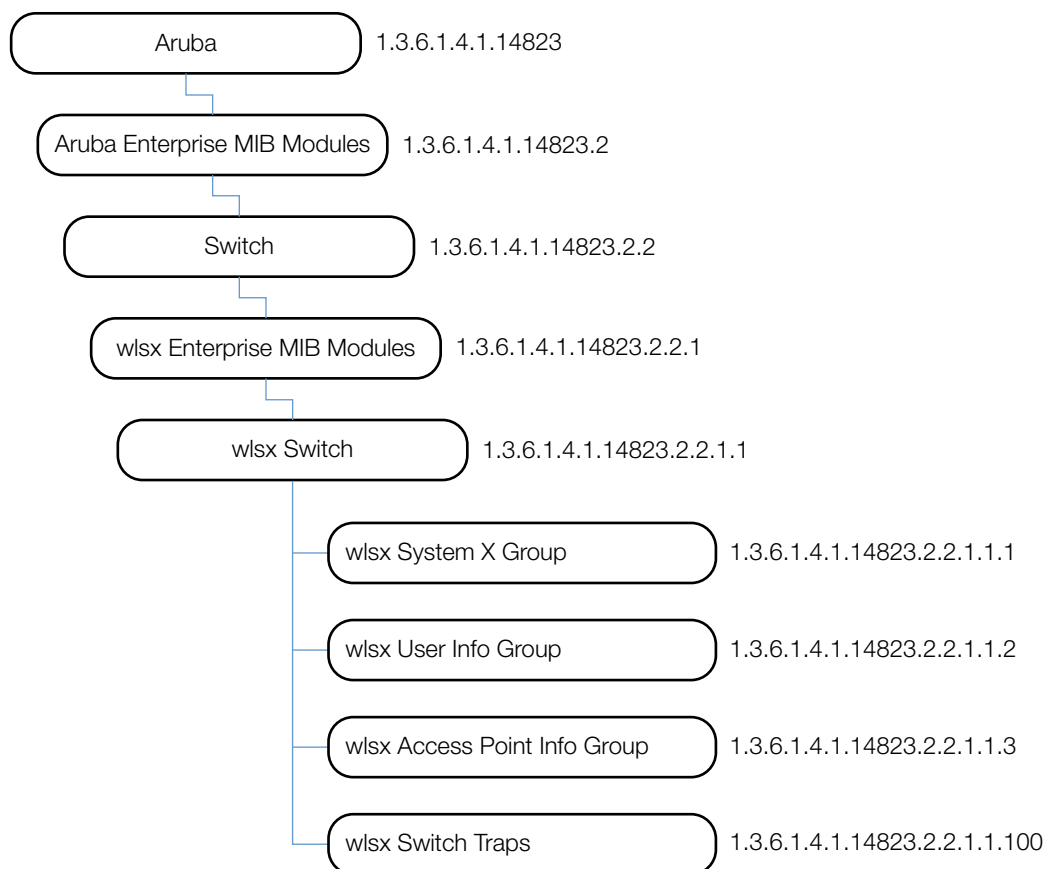 Aruba 1.3.6.1.4.1.14823
Aruba Enterprise MIB Modules 1.3.6.1.4.1.14823.2
Switch 1.3.6.1.4.1.14823.2.2
wlsx Enterprise MIB Modules 1.3.6.1.4.1.14823.2.2.1
wlsx Switch 1.3.6.1.4.1.14823.2.2.1.1
wlsx System X Group 1.3.6.1.4.1.14823.2.2.1.1.1
wlsx User Info Group 1.3.6.1.4.1.14823.2.2.1.1.2
wlsx Access Point Info Group 1.3.6.1.4.1.14823.2.2.1.1.3
wlsx Switch Traps 1.3.6.1.4.1.14823.2.2.1.1.100